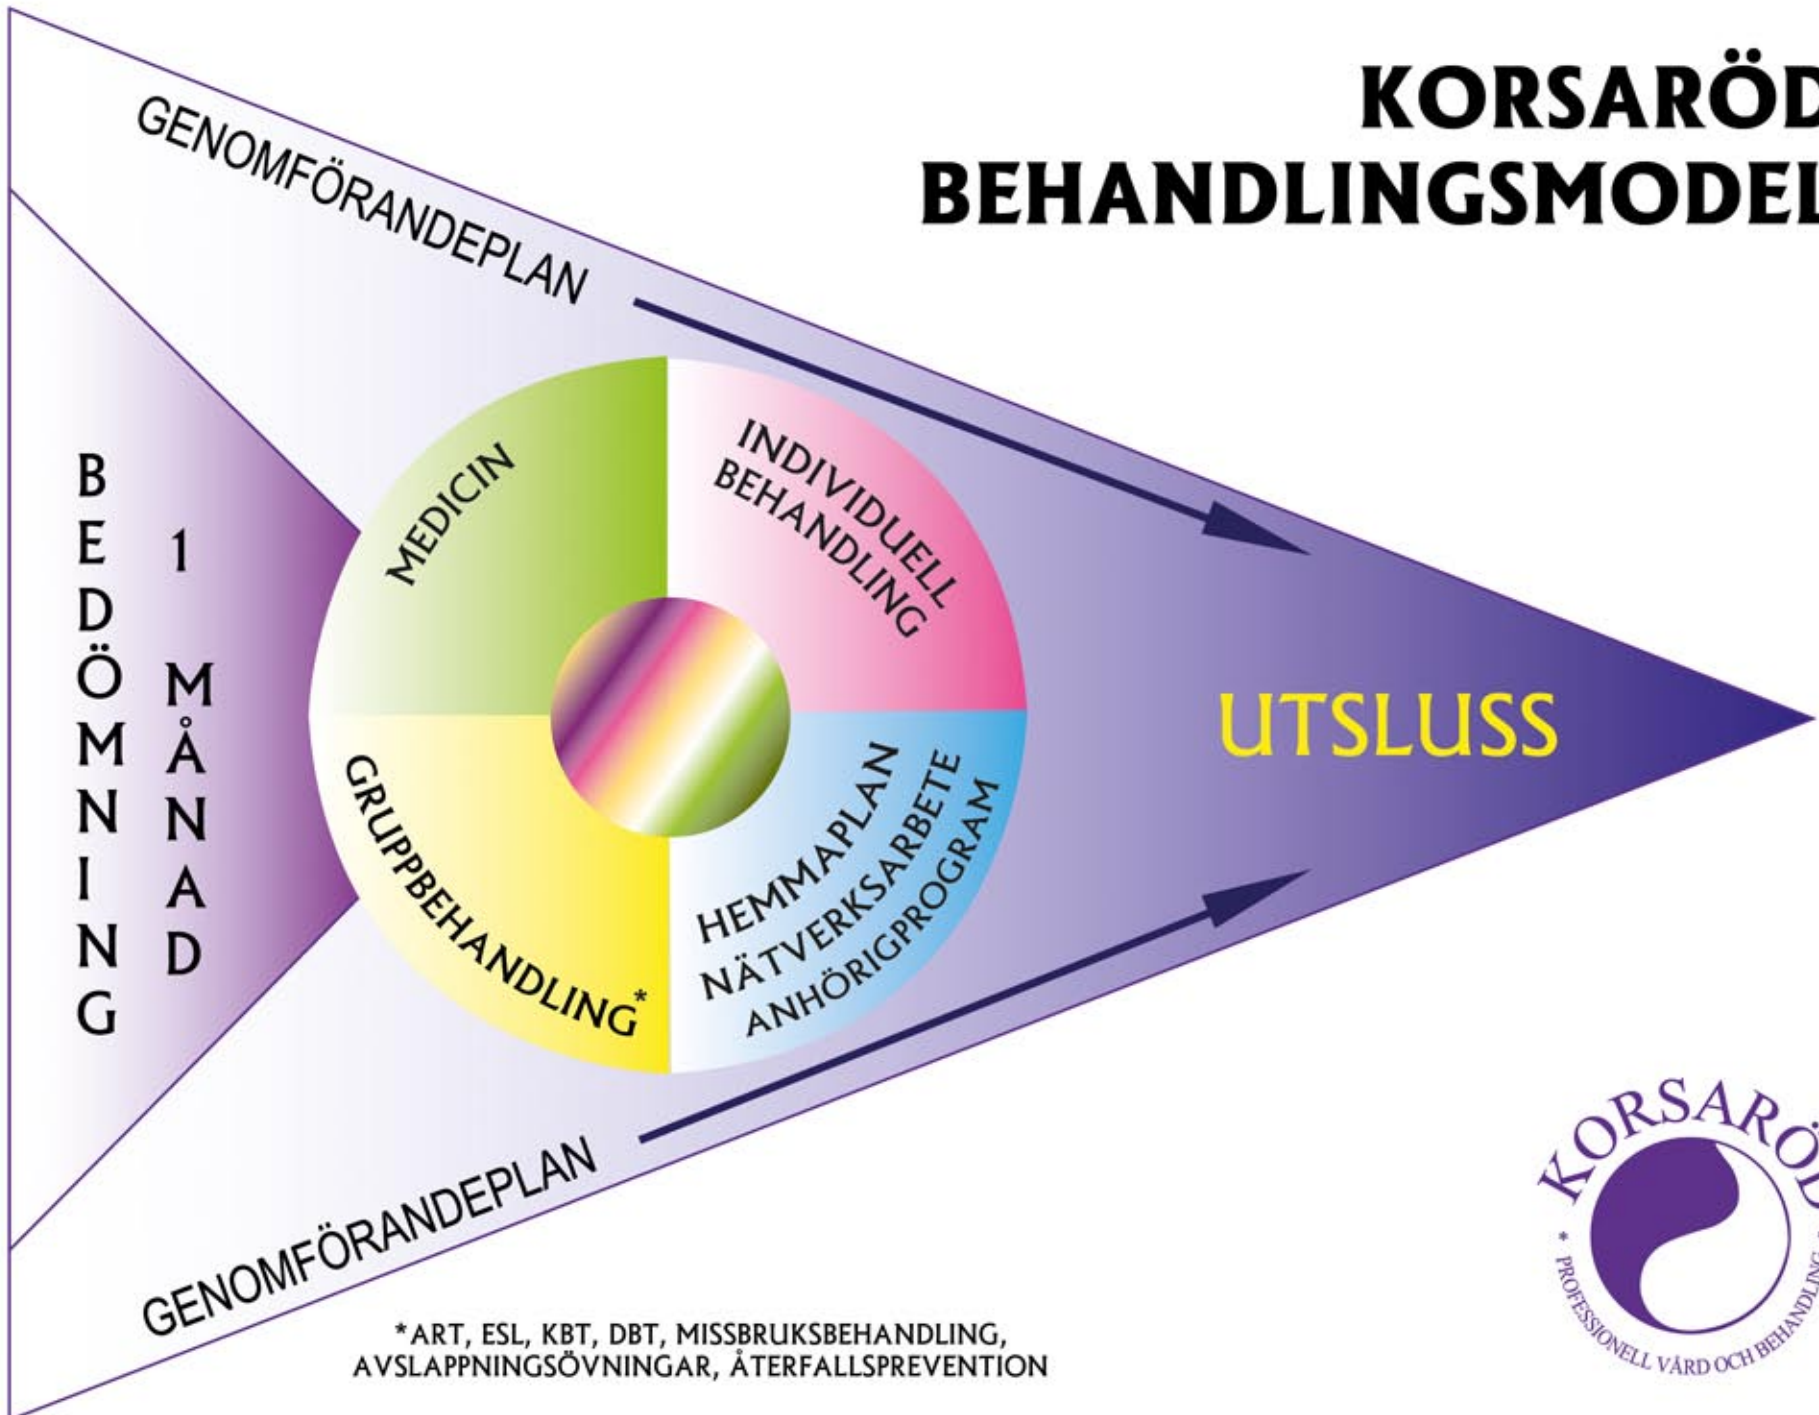 KORSARÖD
BEHANDLINGSMODEL
GENOMFÖRANDEPLAN
BEDÖMNING
1 MÅNAD
MEDICIN
INDIVIDUELL
BEHANDLING
GRUPPBEHANDLING*
HEMMAPLAN
NÄTVERKSARBETE
ANHÖRIGPROGRAM
UTSLUSS
GENOMFÖRANDEPLAN
*ART, ESL, KBT, DBT, MISSBRUKSBEHANDLING,
AVSLAPPNINGSÖVNINGAR, ÅTERFALLSPREVENTION
KORSARÖD
* PROFESSIONELL VÅRD OCH BEHANDLING